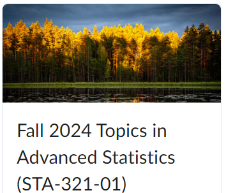 Fall 2024 Topics in
Advanced Statistics
(STA-321-01)